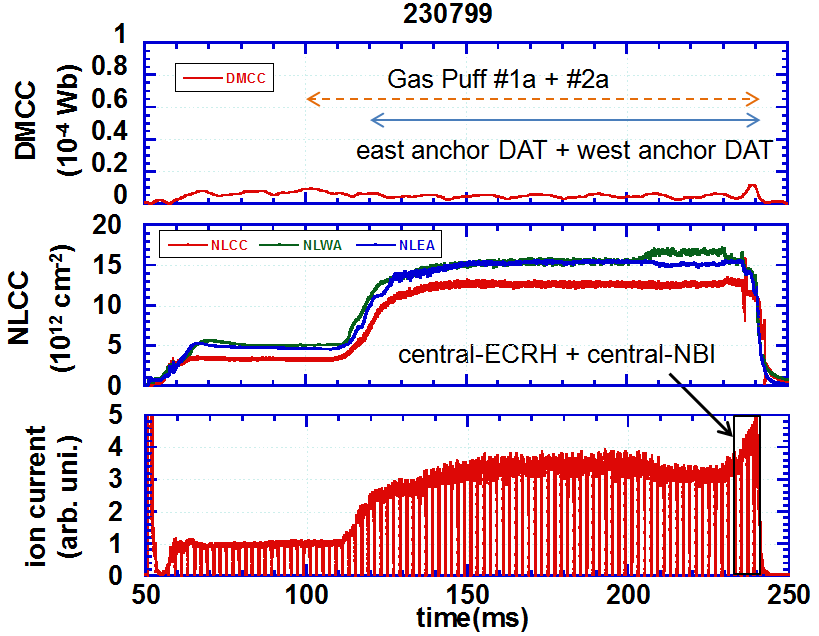 230799
DMCC
(10-4 Wb)
1
0.8
0.6
0.4
0.2
0
DMCC
Gas Puff #1a + #2a
east anchor DAT + west anchor DAT
NLCC
(1012 cm-2)
20
15
10
5
0
NLCC NLWA NLEA
central-ECRH + central-NBI
ion current
(arb. uni.)
5
4
3
2
1
0
50 100 150 200 250
time(ms)